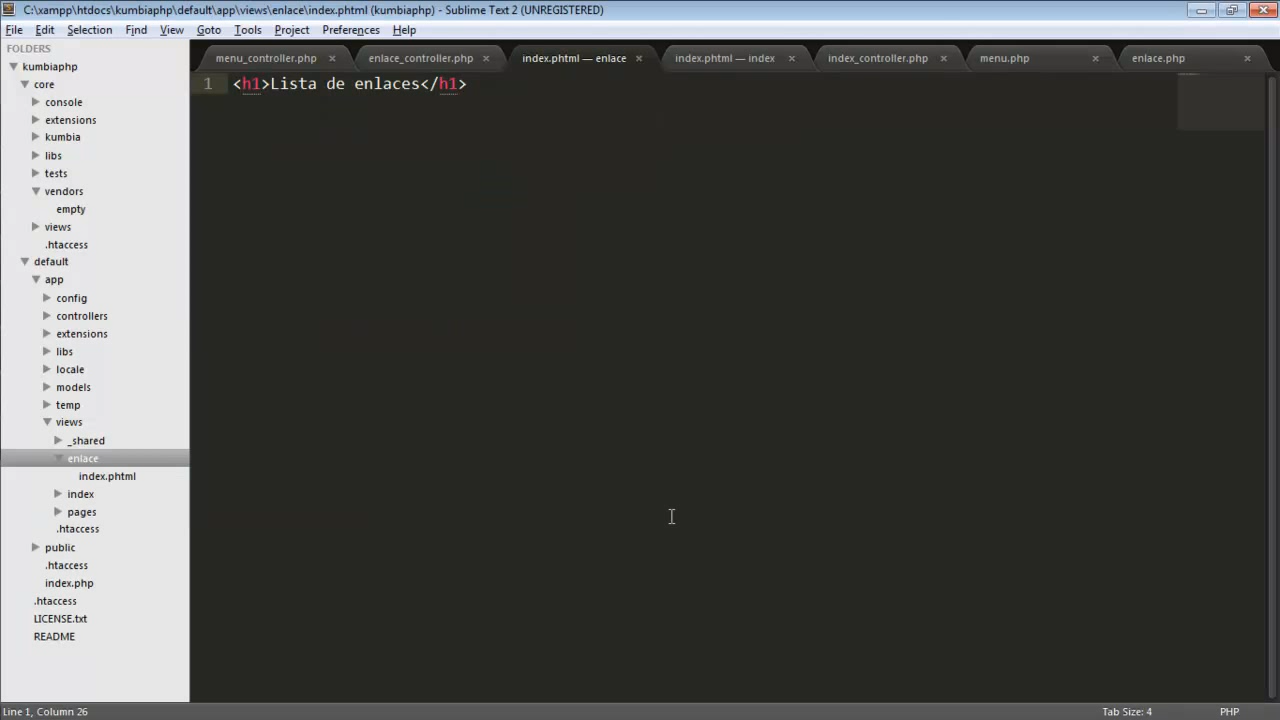 C:\xampp\htdocs\kumbiaphp\default\app\views\enlace\index.phtml (kumbiaphp) - Sublime Text 2 (UNREGISTERED)
File Edit Selection Find View Goto Tools Project Preferences Help
FOLDERS
kumbiaphp
core
console
extensions
kumbia
libs
tests
vendors
empty
views
.htaccess
default
app
config
controllers
extensions
libs
locale
models
temp
views
_shared
enlace
index.phtml
index
pages
.htaccess
public
.htaccess
index.php
.htaccess
LICENSE.txt
README
menu_controller.php × enlace_controller.php × index.phtml — enlace × index.phtml — index × index_controller.php × menu.php × enlace.php ×
1 <h1>Lista de enlaces</h1>
Line 1, Column 26 Tab Size: 4 PHP